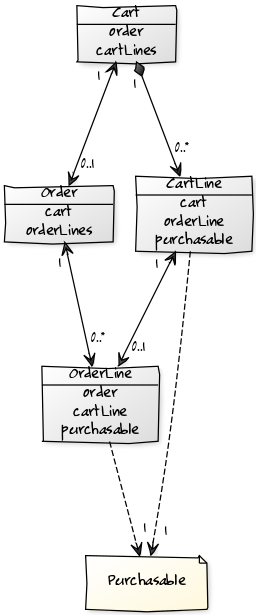 Cart
order
cartLines
1
1
0..1
0..*
Order
cart
orderLines
CartLine
cart
orderLine
purchasable
1
1
0..*
0..1
OrderLine
order
cartLine
purchasable
1
1
Purchasable